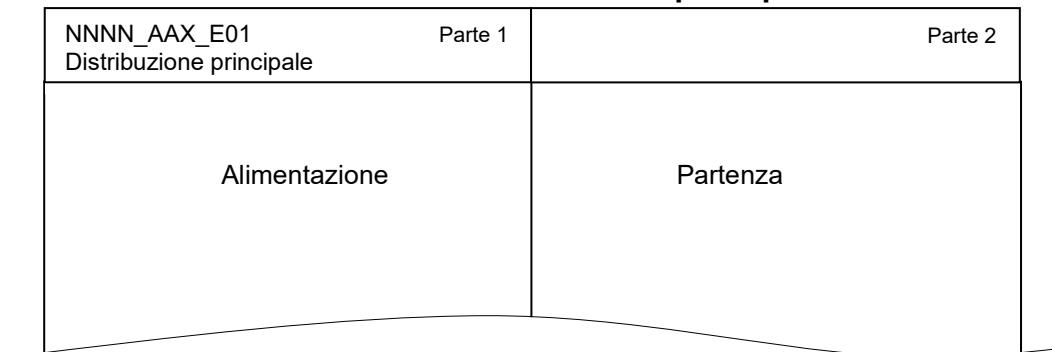 NNNN_AAX_E01 Parte 1
Distribuzione principale
Parte 2
Alimentazione
Partenza